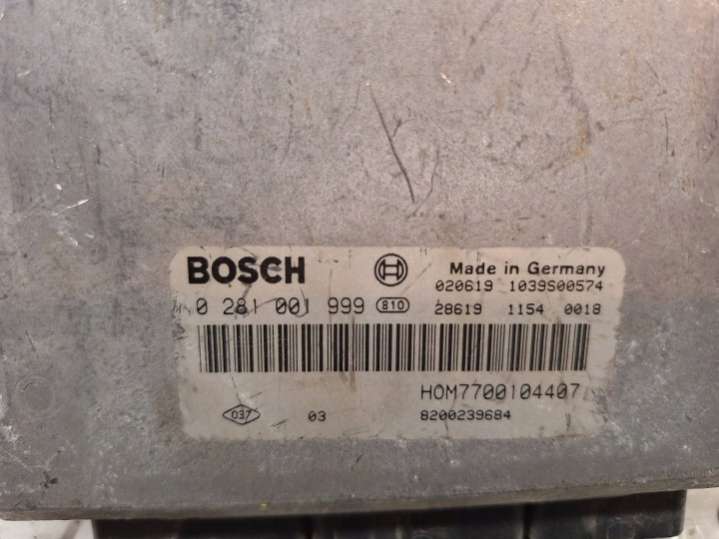 BOSCH Made in Germany
020619 1039S00574
0 281 001 999 810 28619 1154 0018
HOM7700104407
037 03 8200239684